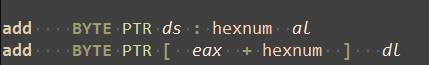 add BYTE PTR ds : hexnum al
add BYTE PTR [ eax + hexnum ] dl